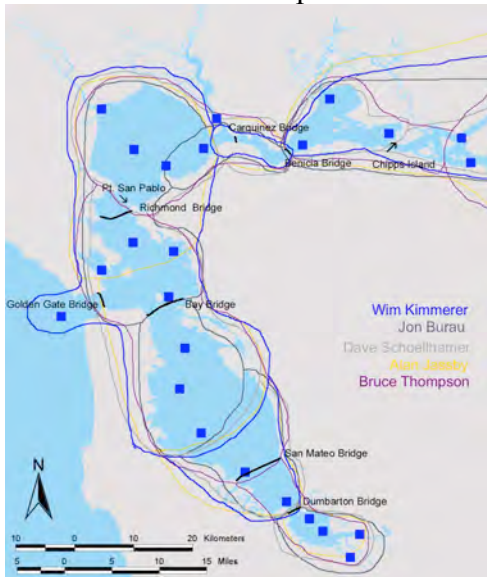 Carquinez Bridge
Benicia Bridge
Chipps Island
Pt. San Pablo
Richmond Bridge
Golden Gate Bridge
Bay Bridge
Wim Kimmerer
Jon Burau
Dave Schoellhamer
Bruce Thompson
San Mateo Bridge
Dumbarton Bridge
N
10 0 10 20 Kilometers
10 5 0 5 10 15 Miles